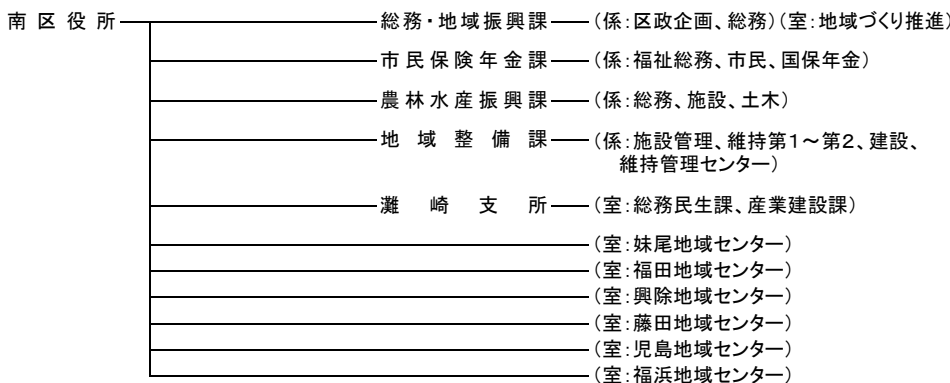 南区役所 総務・地域振興課 (係:区政企画、総務)(室:地域づくり推進)
市民保険年金課 (係:福祉総務、市民、国保年金)
農林水産振興課 (係:総務、施設、土木)
地域整備課 (係:施設管理、維持第1～第2、建設、
維持管理センター)
灘崎支所 (室:総務民生課、産業建設課)
(室:妹尾地域センター)
(室:福田地域センター)
(室:興除地域センター)
(室:藤田地域センター)
(室:児島地域センター)
(室:福浜地域センター)